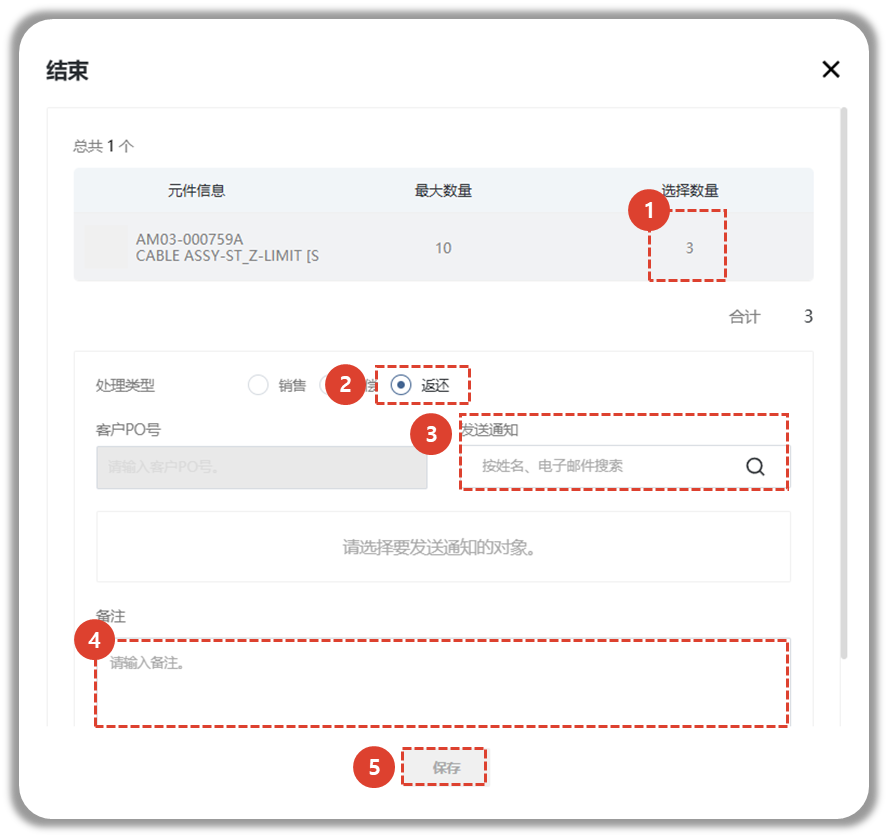 结束
总共 1 个
元件信息 最大数量 选择数量
1
AM03-000759A
CABLE ASSY-ST_Z-LIMIT [S
10 3
合计 3
处理类型 销售 2 偿 返还
客户PO号 3 发送通知
请输入客户PO号。 按姓名、电子邮件搜索
请选择要发送通知的对象。
备注
4
请输入备注。
5 保存